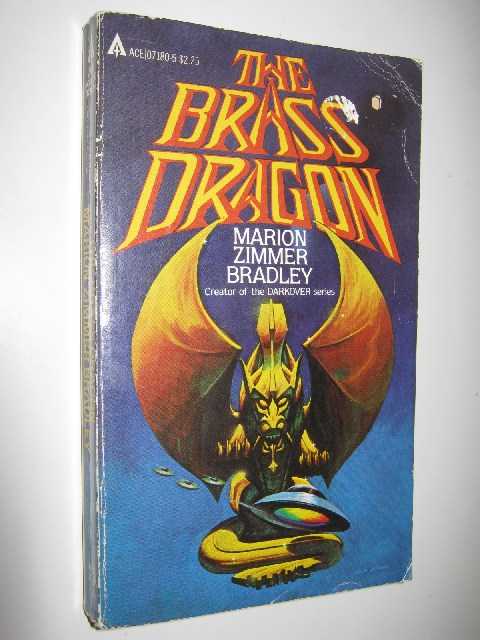 ACE|07180-5 $2.25
THE
BRASS
DRAGON
MARION
ZIMMER
BRADLEY
Creator of the DARKOVER series